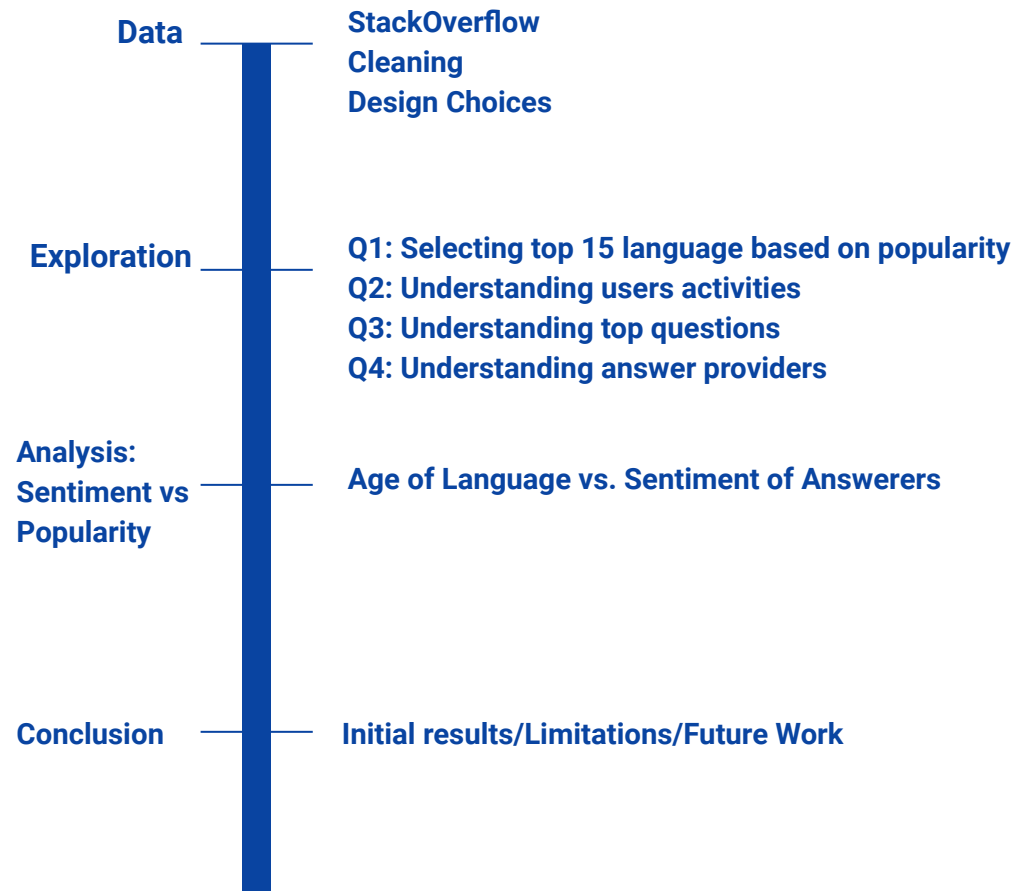 Data
StackOverflow
Cleaning
Design Choices
Exploration
Q1: Selecting top 15 language based on popularity
Q2: Understanding users activities
Q3: Understanding top questions
Q4: Understanding answer providers
Analysis:
Sentiment vs
Popularity
Age of Language vs. Sentiment of Answerers
Conclusion
Initial results/Limitations/Future Work